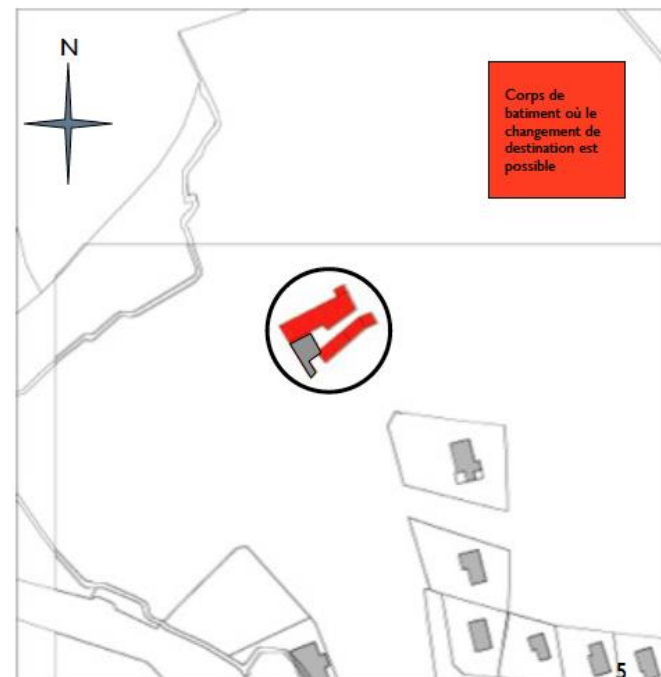 N
Corps de
batiment où le
changement de
destination est
possible
5